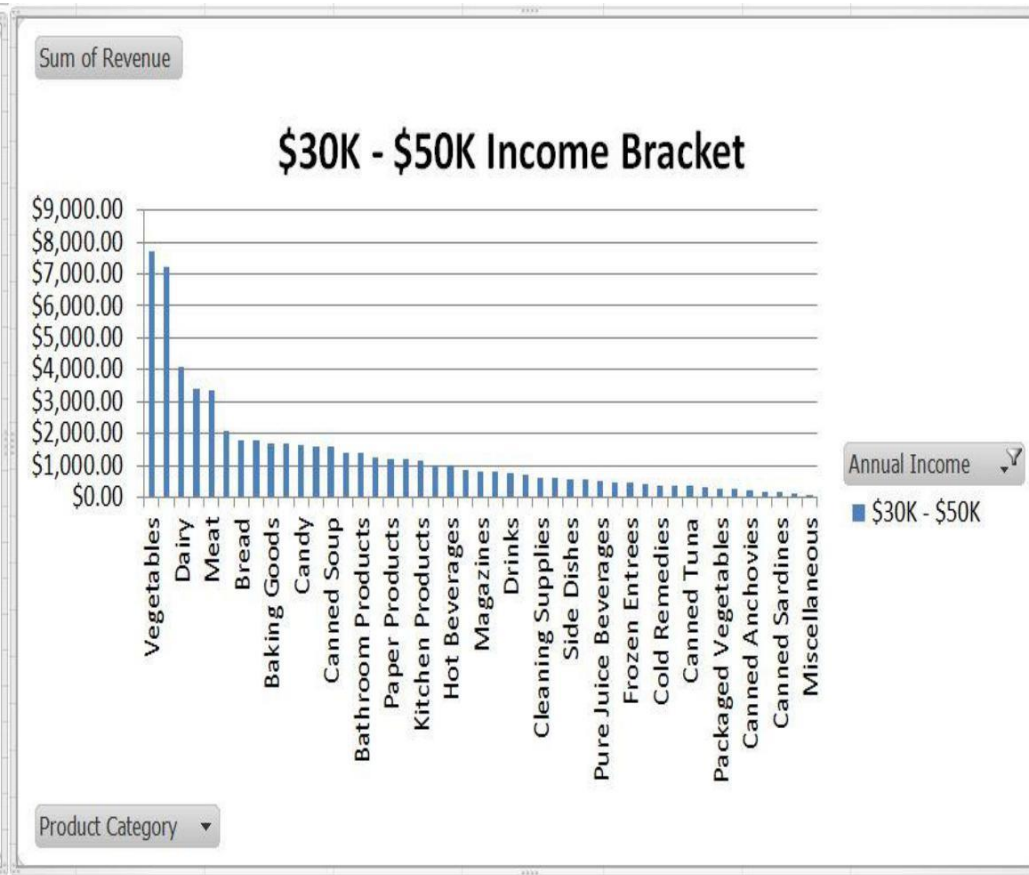 Sum of Revenue
$30K - $50K Income Bracket
$9,000.00
$8,000.00
$7,000.00
$6,000.00
$5,000.00
$4,000.00
$3,000.00
$2,000.00
$1,000.00
$0.00
Vegetables
Dairy
Meat
Bread
Baking Goods
Candy
Canned Soup
Bathroom Products
Paper Products
Kitchen Products
Hot Beverages
Magazines
Drinks
Cleaning Supplies
Side Dishes
Pure Juice Beverages
Frozen Entrees
Cold Remedies
Canned Tuna
Packaged Vegetables
Canned Anchovies
Canned Sardines
Miscellaneous
Annual Income
$30K - $50K
Product Category